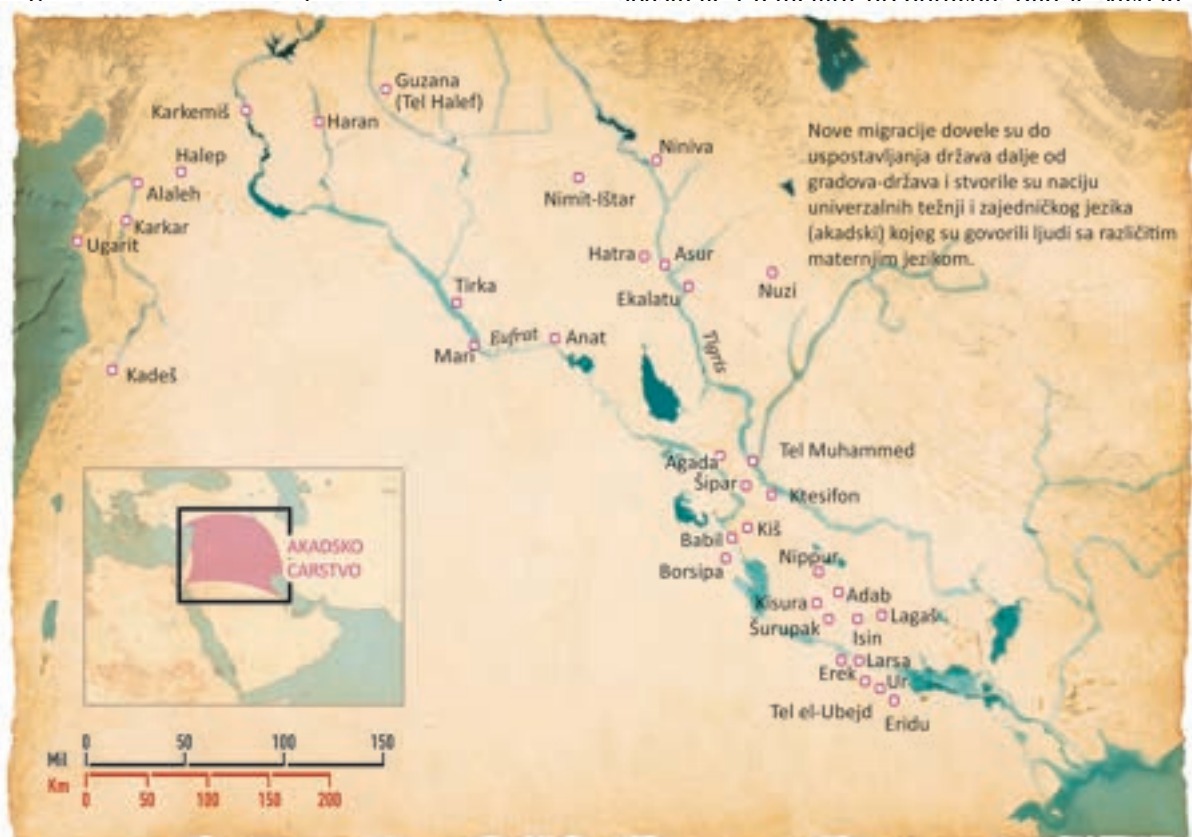 Guzana
(Tel Halef)
Karkemiš
Haran
Halep
Alaleh
Karkar
Ugarit
Kadeš
Niniva
Nimit-Ištar
Nove migracije dovele su do
uspostavljanja država dalje od
gradova-država i stvorile su naciju
univerzalnih težnji i zajedničkog jezika
(akadski) kojeg su govorili ljudi sa različitim
maternjim jezikom.
Hatra
Asur
Ekalatu
Nuzi
Tirka
Mari
Eufrat
Anat
Tigris
Agada
Tel Muhammed
Šipar
Ktesifon
Kiš
Babil
Borsipa
Nippur
Adab
Kisura
Lagaš
Šurupak
Isin
Erek
Larsa
Ur
Tel el-Ubejd
Eridu
AKADSKO
CARSTVO
0 50 100 150
Mil
Km
0 50 100 150 200